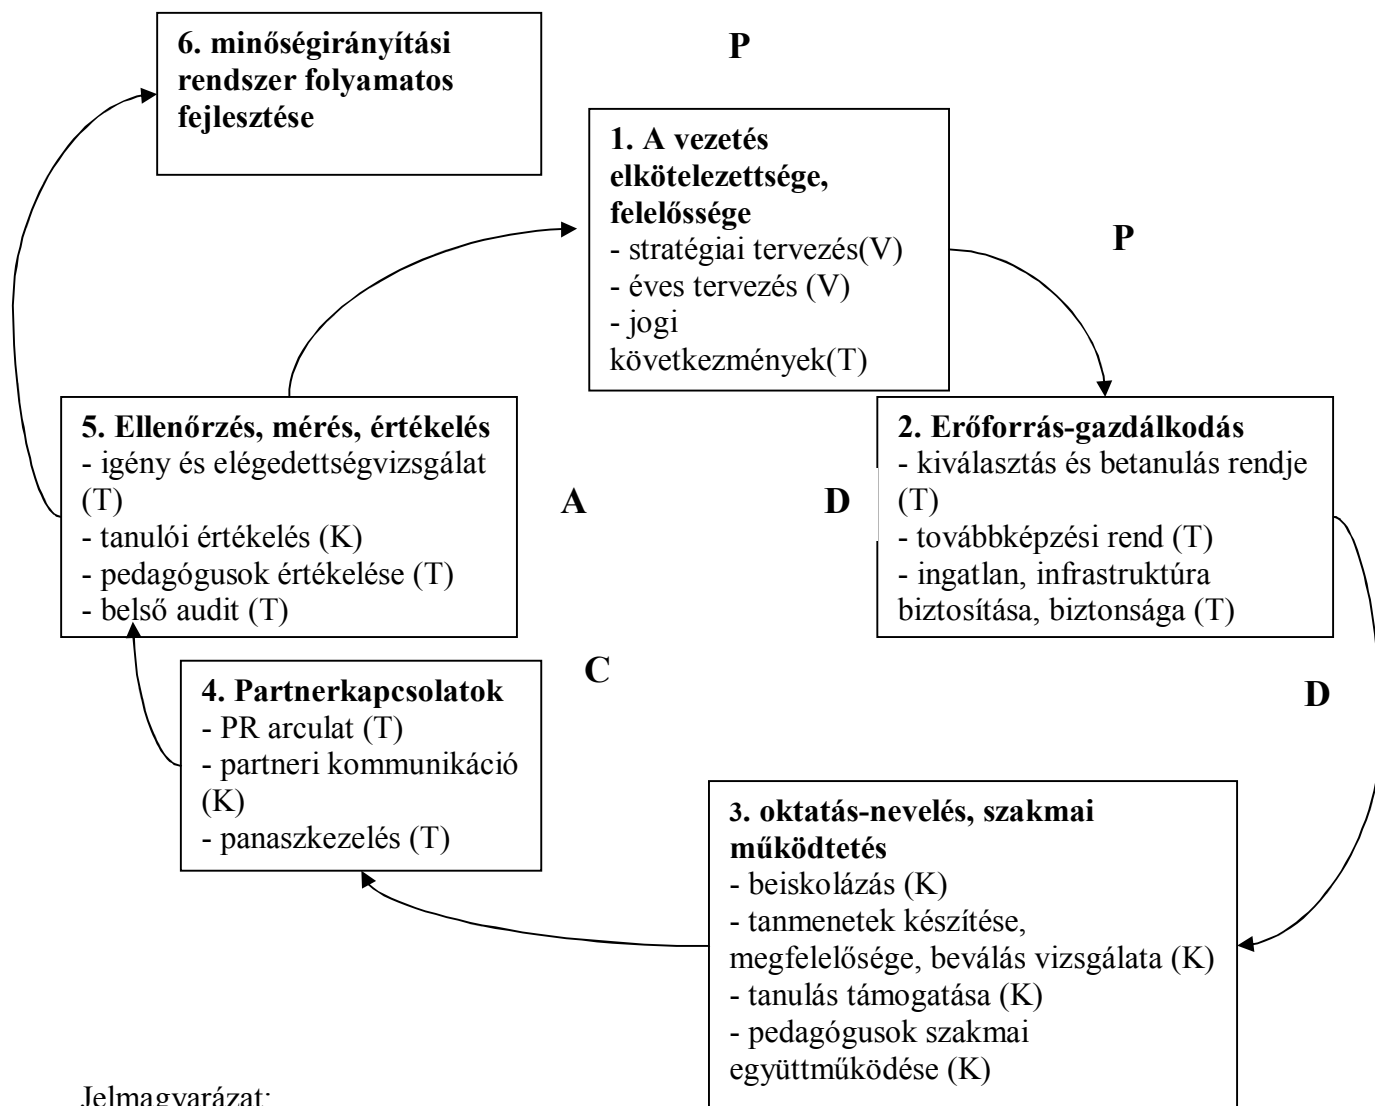 6. minőségirányítási
rendszer folyamatos
fejlesztése
P
1. A vezetés
elkötelezettsége,
felelőssége
- stratégiai tervezés(V)
- éves tervezés (V)
- jogi
következmények(T)
P
5. Ellenőrzés, mérés, értékelés
- igény és elégedettségvizsgálat
(T)
- tanulói értékelés (K)
- pedagógusok értékelése (T)
- belső audit (T)
A
D
2. Erőforrás-gazdálkodás
- kiválasztás és betanulás rendje
(T)
- továbbképzési rend (T)
- ingatlan, infrastruktúra
biztosítása, biztonsága (T)
C
D
4. Partnerkapcsolatok
- PR arculat (T)
- partneri kommunikáció
(K)
- panaszkezelés (T)
3. oktatás-nevelés, szakmai
működtetés
- beiskolázás (K)
- tanmenetek készítése,
megfelelősége, beválás vizsgálata (K)
- tanulás támogatása (K)
- pedagógusok szakmai
együttműködése (K)
Jelmagyarázat: